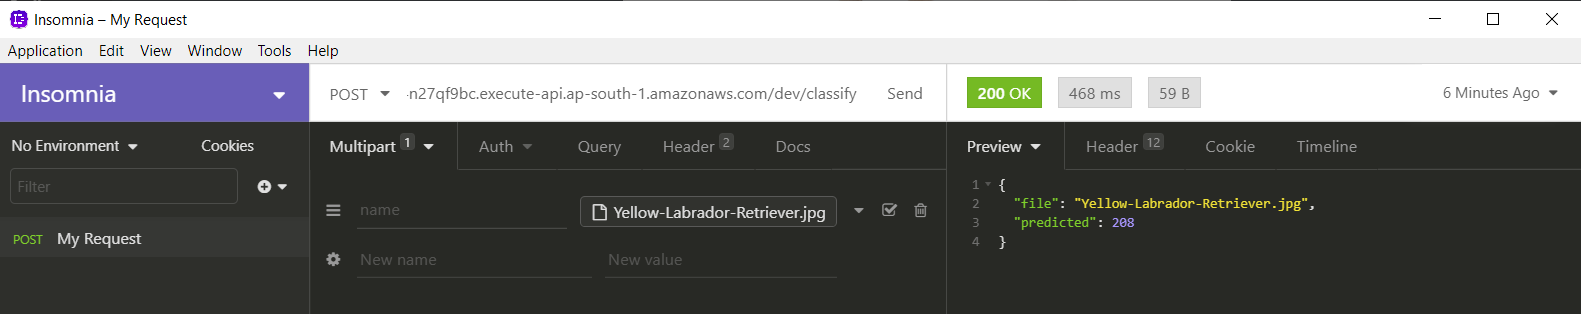 Insomnia – My Request
Application Edit View Window Tools Help
Insomnia
POST -n27qf9bc.execute-api.ap-south-1.amazonaws.com/dev/classify Send
200 OK 468 ms 59 B 6 Minutes Ago
No Environment Cookies
Multipart 1 Auth Query Header 2 Docs
Preview Header 12 Cookie Timeline
Filter
POST My Request
name Yellow-Labrador-Retriever.jpg
New name New value
1 {
2 "file": "Yellow-Labrador-Retriever.jpg",
3 "predicted": 208
4 }